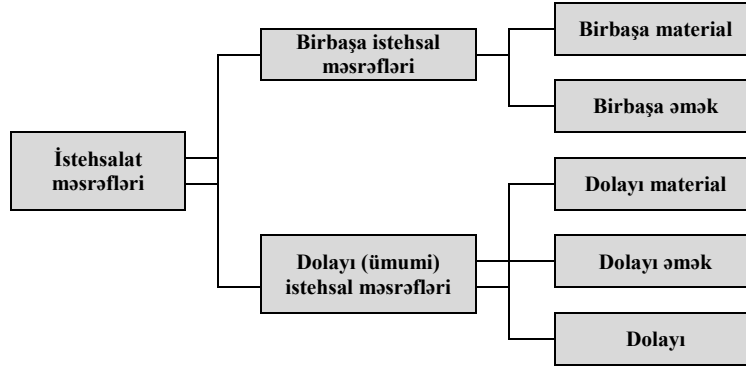 İstehsalat
məsrəfləri
Birbaşa istehsal
məsrəfləri
Birbaşa material
Birbaşa əmək
Dolayı (ümumi)
istehsal məsrəfləri
Dolayı material
Dolayı əmək
Dolayı